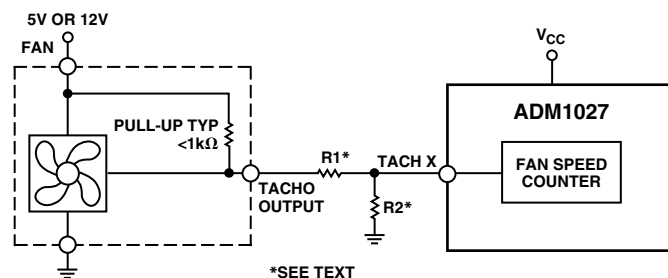 5V OR 12V
FAN
PULL-UP TYP
<1kΩ
TACHO
OUTPUT
R1*
TACH X
R2*
VCC
ADM1027
FAN SPEED
COUNTER
*SEE TEXT